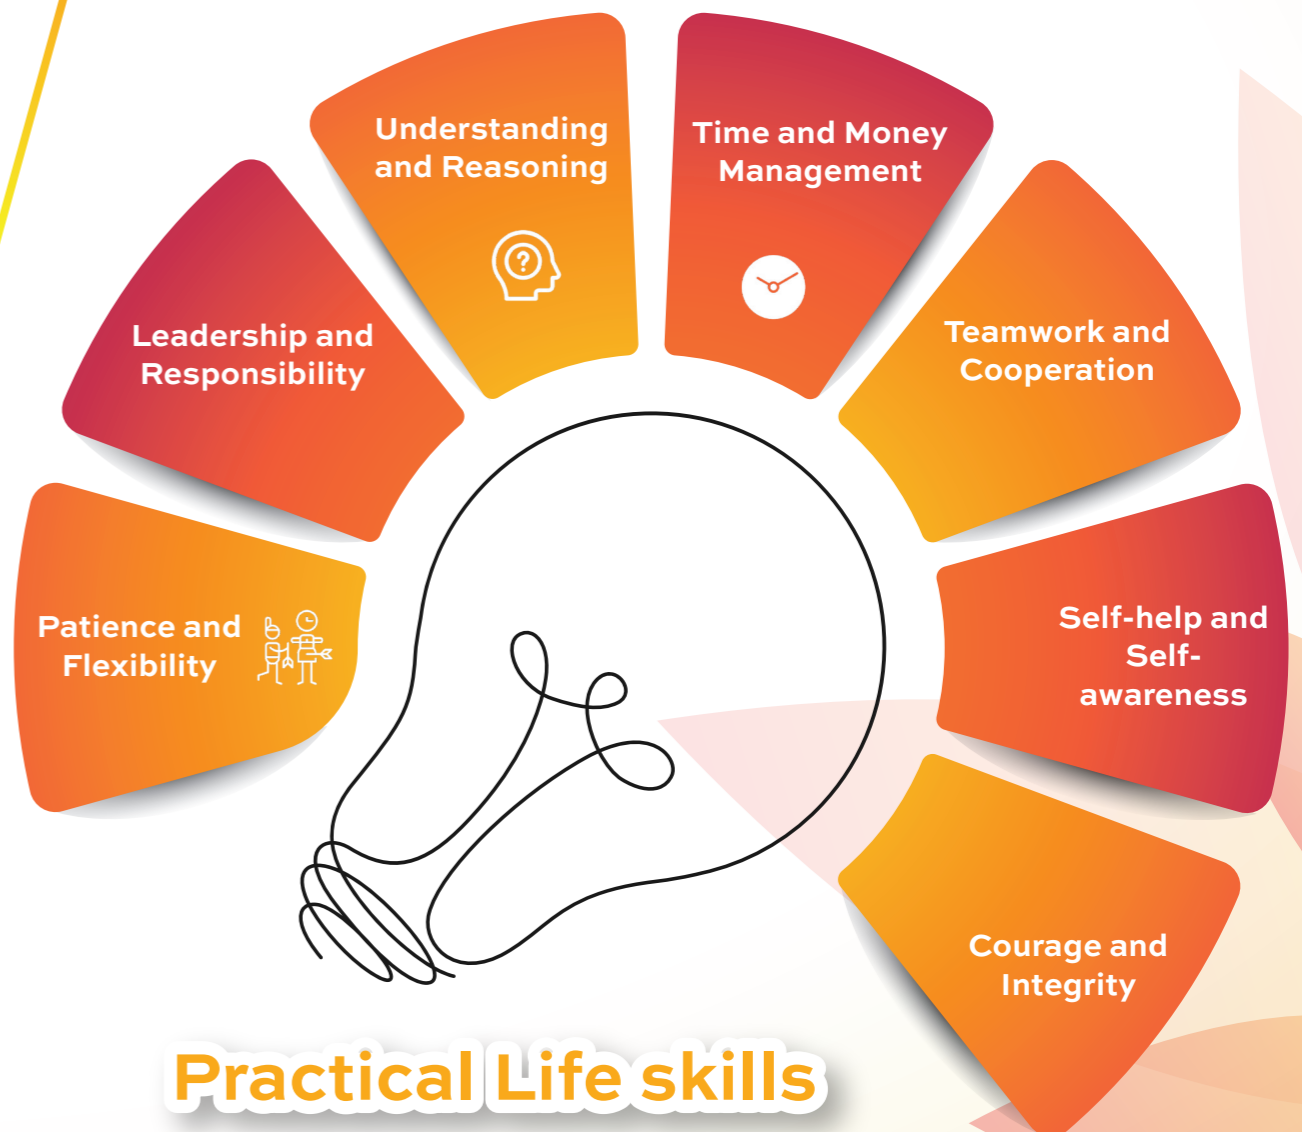 Understanding
and Reasoning
Time and Money
Management
Leadership and
Responsibility
Teamwork and
Cooperation
Patience and
Flexibility
Self-help and
Self-
awareness
Courage and
Integrity
Practical Life skills